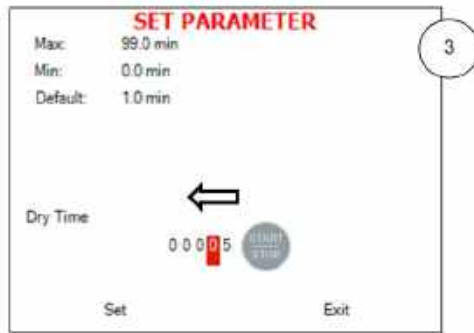 SET PARAMETER
3
Max: 99.0 min
Min: 0.0 min
Default: 1.0 min
Dry Time
0 0 0 0 5 START STOP
Set Exit